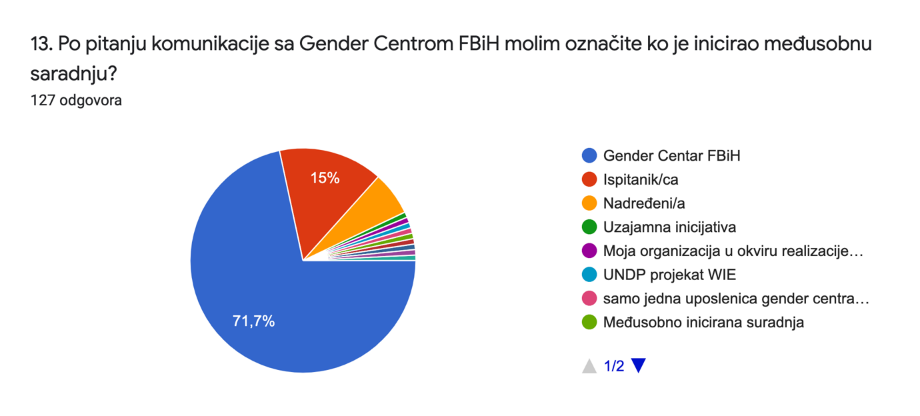 13. Po pitanju komunikacije sa Gender Centrom FBiH molim označite ko je inicirao međusobnu
saradnju?
127 odgovora
15%
71,7%
Gender Centar FBiH
Ispitanik/ca
Nadređeni/a
Uzajamna inicijativa
Moja organizacija u okviru realizacije...
UNDP projekat WIE
samo jedna uposlenica gender centra...
Međusobno inicirana suradnja
1/2